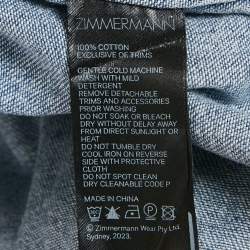 ZIMMERMANN
100% COTTON
EXCLUSIVE OF TRIMS
GENTLE COLD MACHINE
WASH WITH MILD
DETERGENT
REMOVE DETACHABLE
TRIMS AND ACCESSORIES
PRIOR WASHING
DO NOT SOAK OR BLEACH
DRY WITHOUT DELAY AWAY
FROM DIRECT SUNLIGHT OR
HEAT
DO NOT TUMBLE DRY
COOL IRON ON REVERSE
SIDE WITH PROTECTIVE
CLOTH
DO NOT SPOT CLEAN
DRY CLEANABLE CODE P
MADE IN CHINA
© Zimmermann Wear Pty Ltd.
Sydney, 2023.